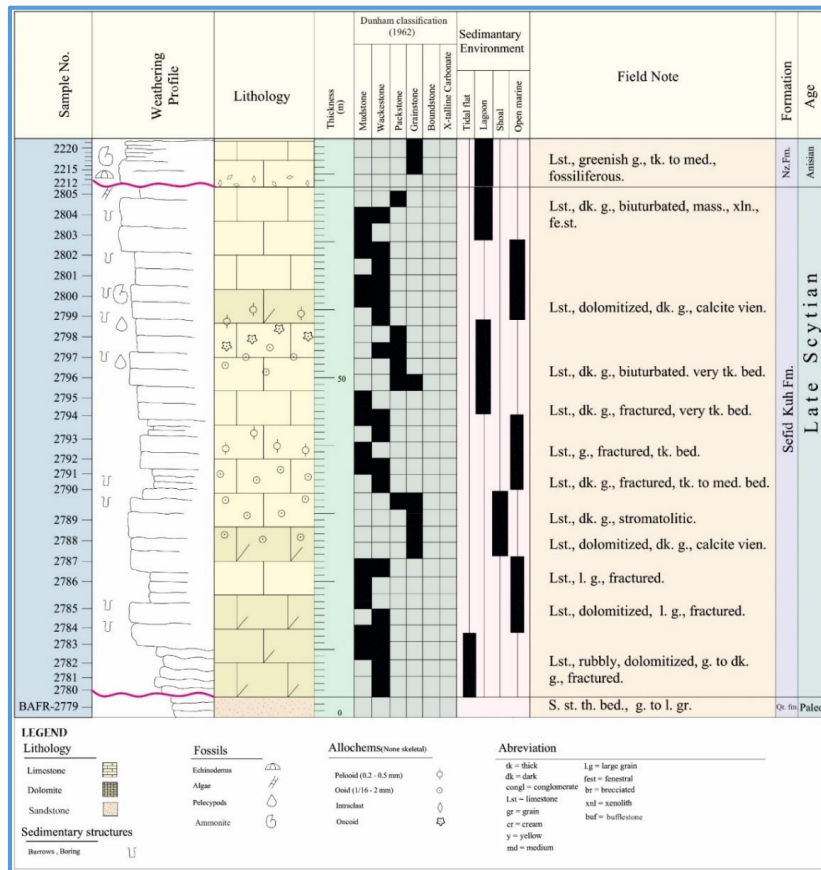 Sample No.
Weathering
Profile
Lithology
Thickness
(m)
Dunham classification
(1962)
Mudstone
Wackestone
Packstone
Grainstone
Boundstone
X-talline Carbonate
Sedimantary
Environment
Tidal flat
Lagoon
Shoal
Open marine
Field Note
Formation
Age
2220
2215
2212
2805
2804
2803
2802
2801
2800
2799
2798
2797
2796
2795
2794
2793
2792
2791
2790
2789
2788
2787
2786
2785
2784
2783
2782
2781
2780
BAFR-2779
50
0
Lst., greenish g., tk. to med.,
fossiliferous.
Lst., dk. g., biuturbated, mass., xln.,
fe.st.
Lst., dolomitized, dk. g., calcite vien.
Lst., dk. g., biuturbated. very tk. bed.
Lst., dk. g., fractured, very tk. bed.
Lst., g., fractured, tk. bed.
Lst., dk. g., fractured, tk. to med. bed.
Lst., dk. g., stromatolitic.
Lst., dolomitized, dk. g., calcite vien.
Lst., l. g., fractured.
Lst., dolomitized, l. g., fractured.
Lst., rubbly, dolomitized, g. to dk.
g., fractured.
S. st. th. bed., g. to l. gr.
Nz.Fm.
Sefid Kuh Fm.
Qr. fm.
Anisian
Late Scytian
Paleo
LEGEND
Lithology
Limestone
Dolomite
Sandstone
Sedimentary structures
Burrows , Boring
Fossils
Echinoderms
Algae
Pelecypods
Ammonite
Allochems(None skeletal)
Pelooid (0.2 - 0.5 mm)
Ooid (1/16 - 2 mm)
Intraclast
Oncoid
Abreviation
tk = thick
dk = dark
congl = conglomerate
Lst = limestone
gr = grain
cr = cream
y = yellow
md = medium
l.g = large grain
fest = fenestral
br = brecciated
xnl = xenolith
buf = bufflestone